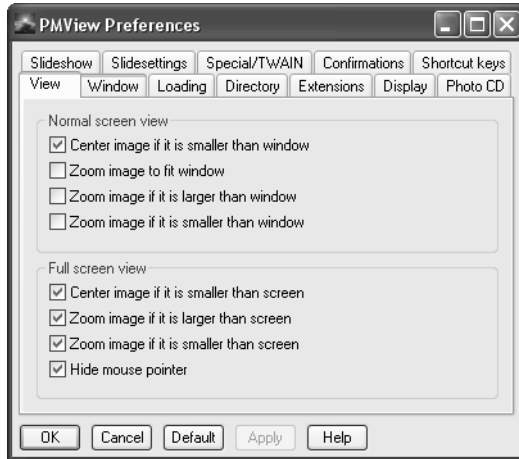 PMView Preferences
Slideshow Slidesettings Special/TWAIN Confirmations Shortcut keys
View Window Loading Directory Extensions Display Photo CD
Normal screen view
Center image if it is smaller than window
Zoom image to fit window
Zoom image if it is larger than window
Zoom image if it is smaller than window
Full screen view
Center image if it is smaller than screen
Zoom image if it is larger than screen
Zoom image if it is smaller than screen
Hide mouse pointer
OK Cancel Default Apply Help